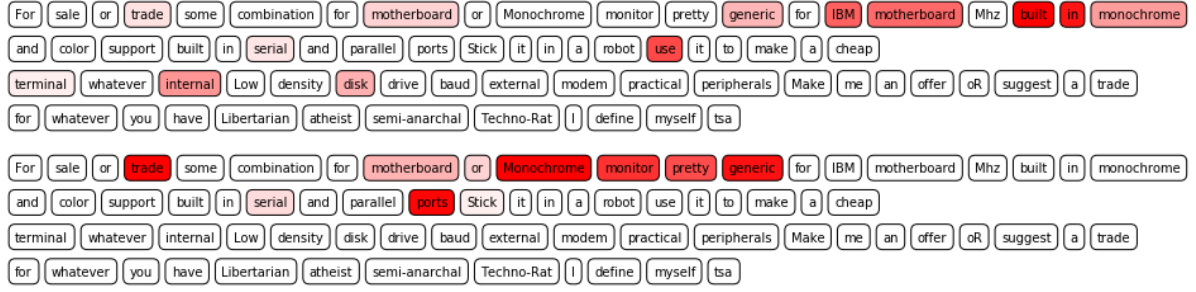 For sale or trade some combination for motherboard or Monochrome monitor pretty generic for IBM motherboard Mhz built in monochrome
and color support built in serial and parallel ports Stick it in a robot use it to make a cheap
terminal whatever internal Low density disk drive baud external modem practical peripherals Make me an offer oR suggest a trade
for whatever you have Libertarian atheist semi-anarchal Techno-Rat I define myself tsa
For sale or trade some combination for motherboard or Monochrome monitor pretty generic for IBM motherboard Mhz built in monochrome
and color support built in serial and parallel ports Stick it in a robot use it to make a cheap
terminal whatever internal Low density disk drive baud external modem practical peripherals Make me an offer oR suggest a trade
for whatever you have Libertarian atheist semi-anarchal Techno-Rat I define myself tsa